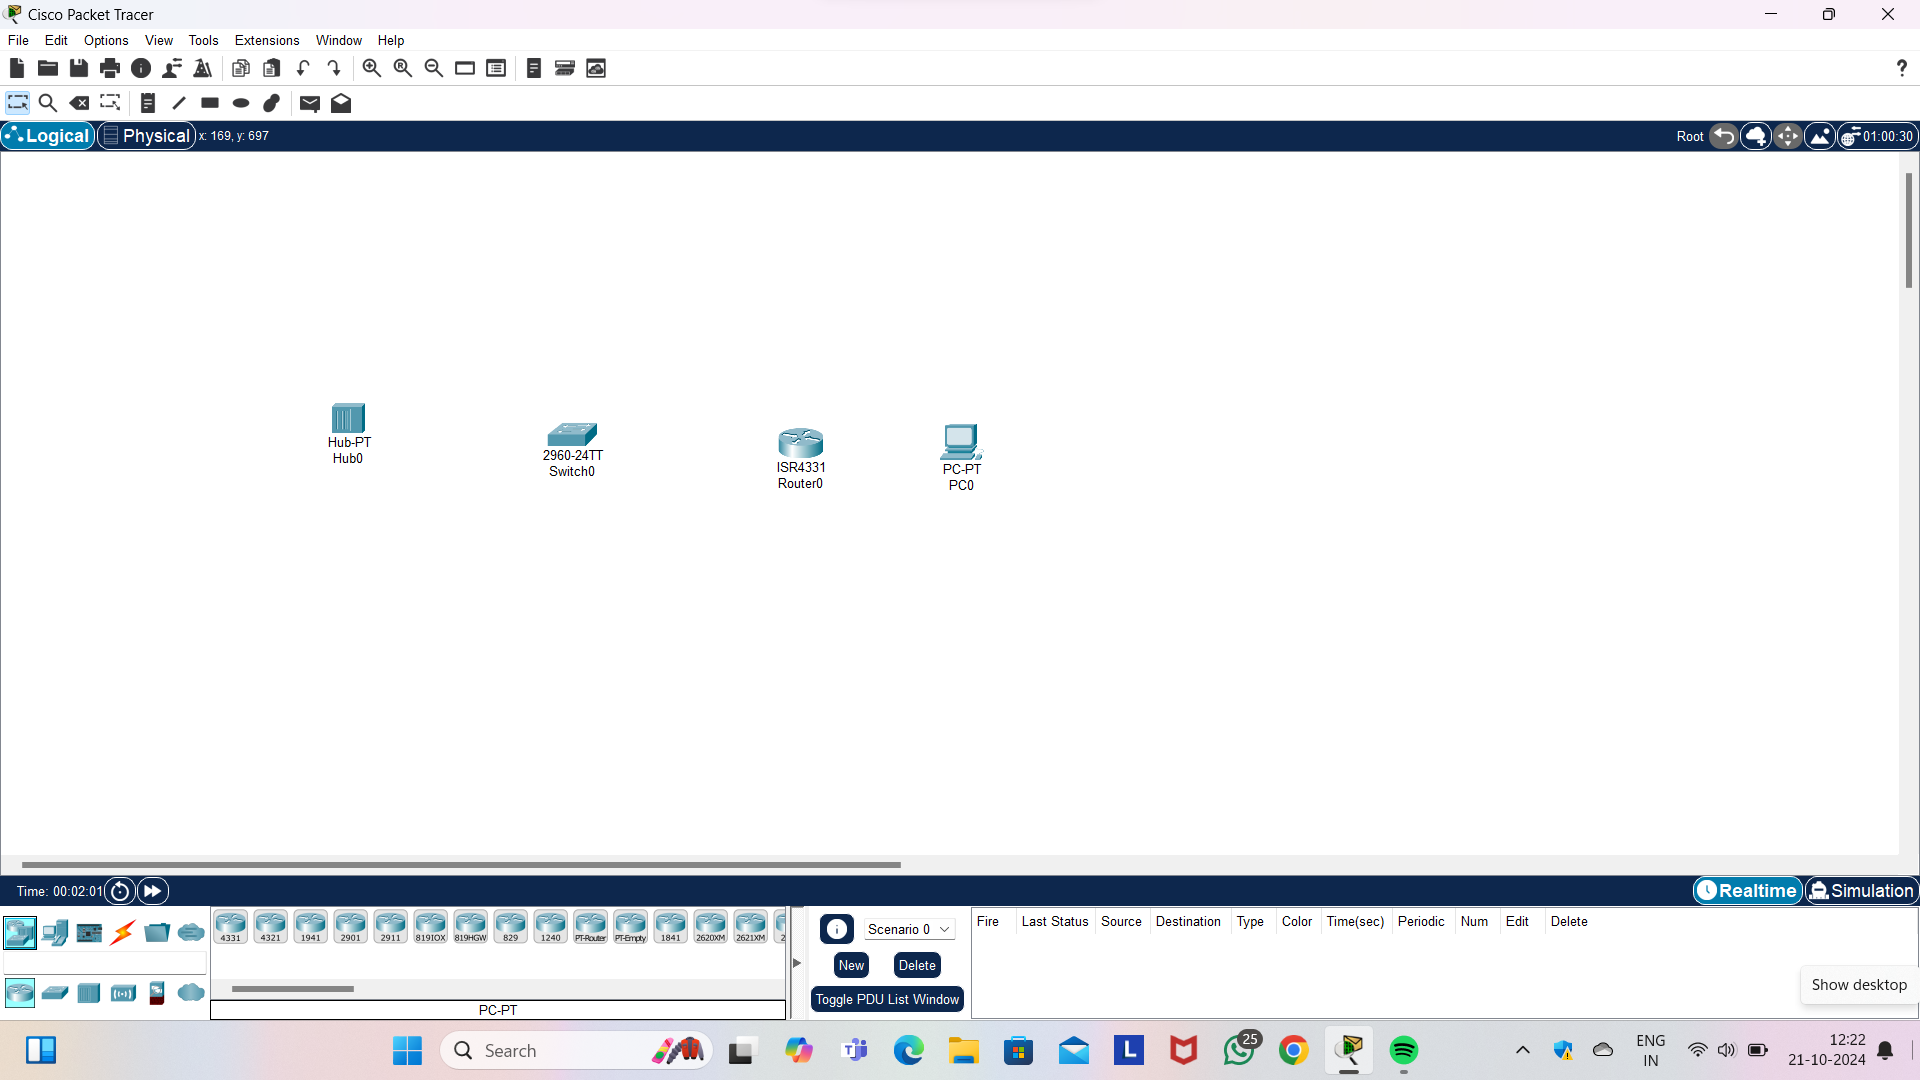 Cisco Packet Tracer
File Edit Options View Tools Extensions Window Help
?
Logical Physical x: 169, y: 697 Root 01:00:30
Hub-PT
Hub0
2960-24TT
Switch0
ISR4331
Router0
PC-PT
PC0
Time: 00:02:01 Realtime Simulation
4331 4321 1941 2901 2911 819IOX 819HGW 829 1240 PT-Router PT-Empty 1841 2620XM 2621XM 2
PC-PT
Scenario 0
New Delete
Toggle PDU List Window
Fire Last Status Source Destination Type Color Time(sec) Periodic Num Edit Delete
Show desktop
Search
L
25
ENG
IN
12:22
21-10-2024